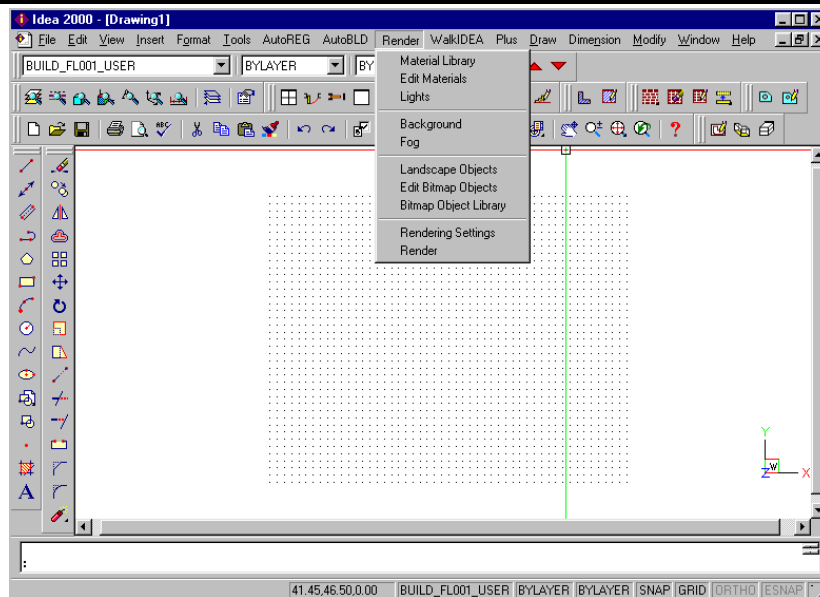 Idea 2000 - [Drawing1]
File Edit View Insert Format Tools AutoREG AutoBLD Render WalkIDEA Plus Draw Dimension Modify Window Help
BUILD_FL001_USER BYLAYER BY
Material Library
Edit Materials
Lights
Background
Fog
Landscape Objects
Edit Bitmap Objects
Bitmap Object Library
Rendering Settings
Render
ABC
?
A
Y
W
Z X
:
41.45,46.50,0.00 BUILD_FL001_USER BYLAYER BYLAYER SNAP GRID ORTHO ESNAP